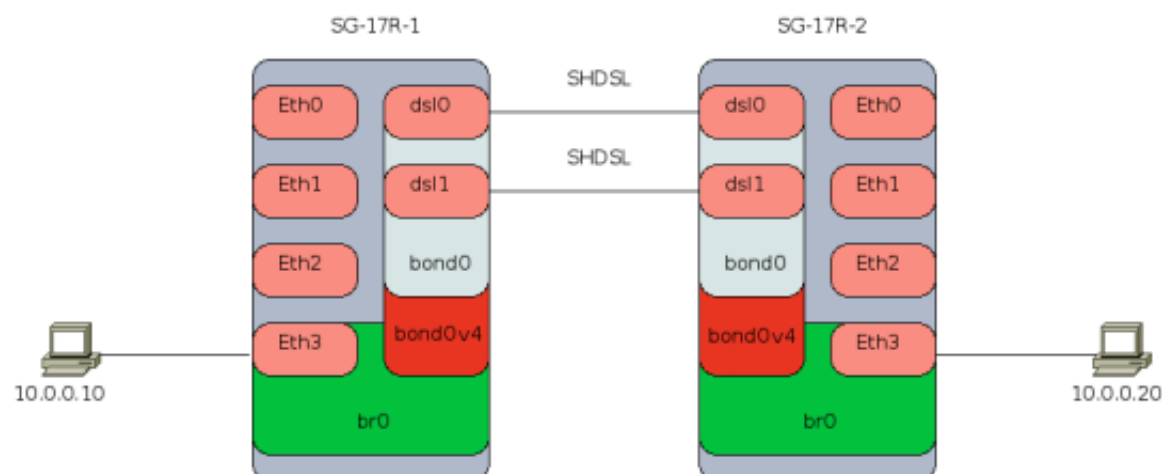 SG-17R-1
SG-17R-2
SHDSL
Eth0
dsl0
dsl0
Eth0
SHDSL
Eth1
dsl1
dsl1
Eth1
Eth2
bond0
bond0
Eth2
Eth3
bond0v4
bond0v4
Eth3
10.0.0.10
10.0.0.20
br0
br0